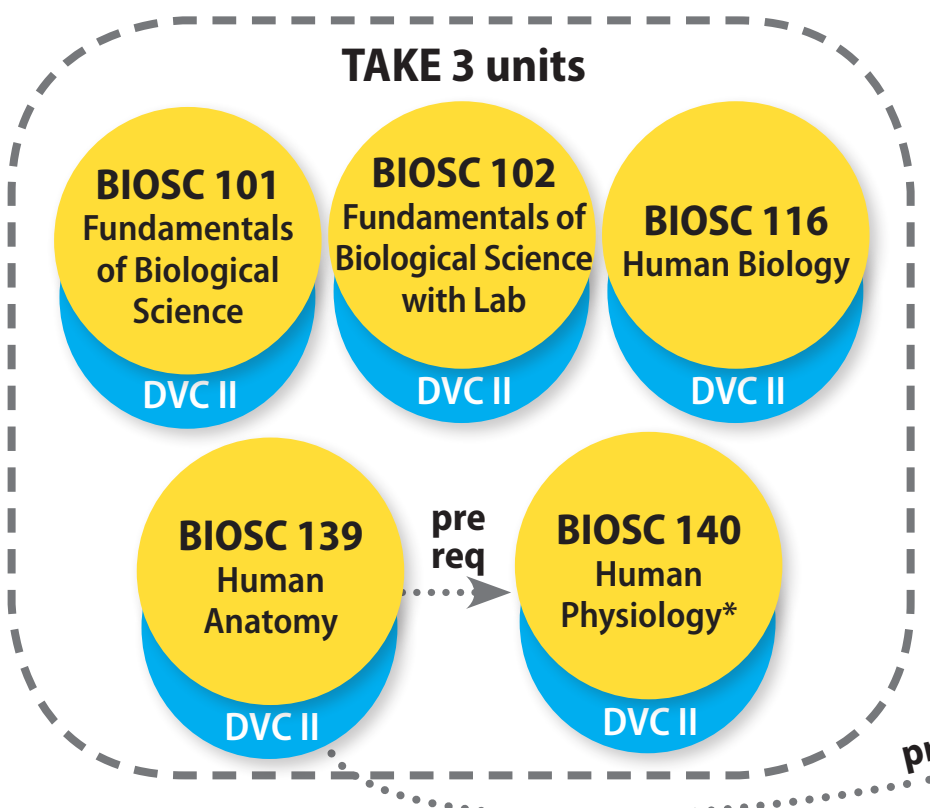 TAKE 3 units
BIOSC 101
Fundamentals
of Biological
Science
DVC II
BIOSC 102
Fundamentals of
Biological Science
with Lab
DVC II
BIOSC 116
Human Biology
DVC II
BIOSC 139
Human
Anatomy
DVC II
pre
req
BIOSC 140
Human
Physiology*
DVC II